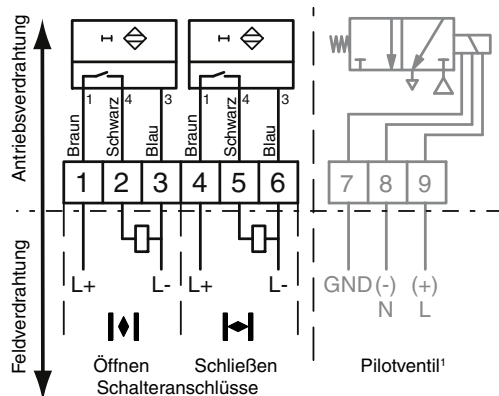 Antriebsverdrahtung
1 4 3
1 4 3
Braun Schwarz Blau
Braun Schwarz Blau
1 2 3 4 5 6 7 8 9
Feldverdrahtung
L+ L- L+ L- GND (-) (+)
N L
Öffnen Schließen Pilotventil¹
Schalteranschlüsse